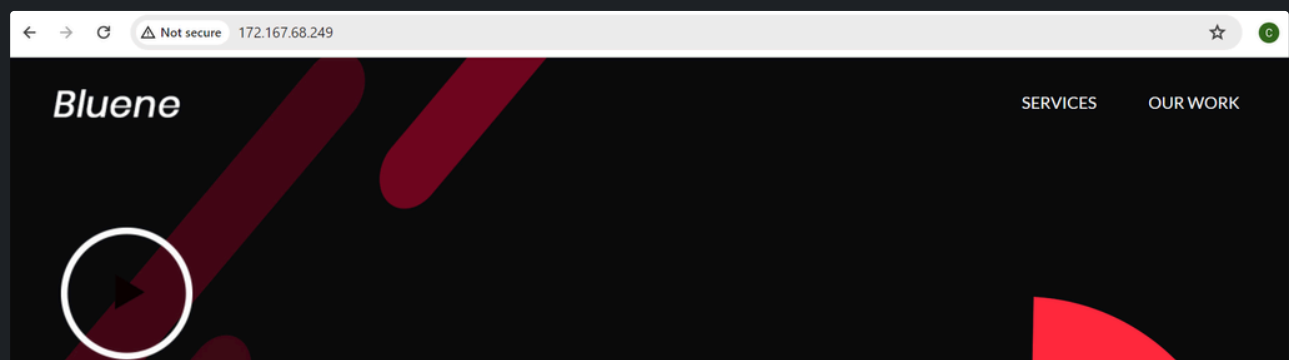 Not secure 172.167.68.249
C
Bluene
SERVICES OUR WORK